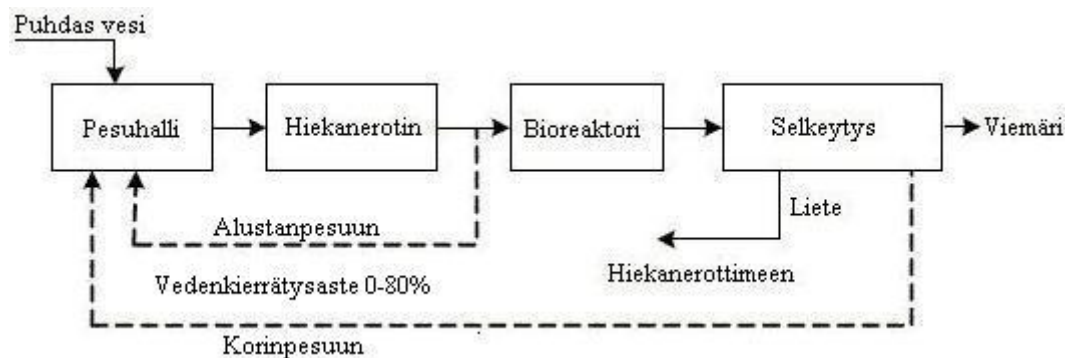 Puhdas vesi
Pesuhalli
Hiekanerotin
Bioreaktori
Selkeytys
Viemäri
Liete
Alustanpesuun
Hiekanerottimeen
Vedenkierrätysaste 0-80%
Korinpesuun